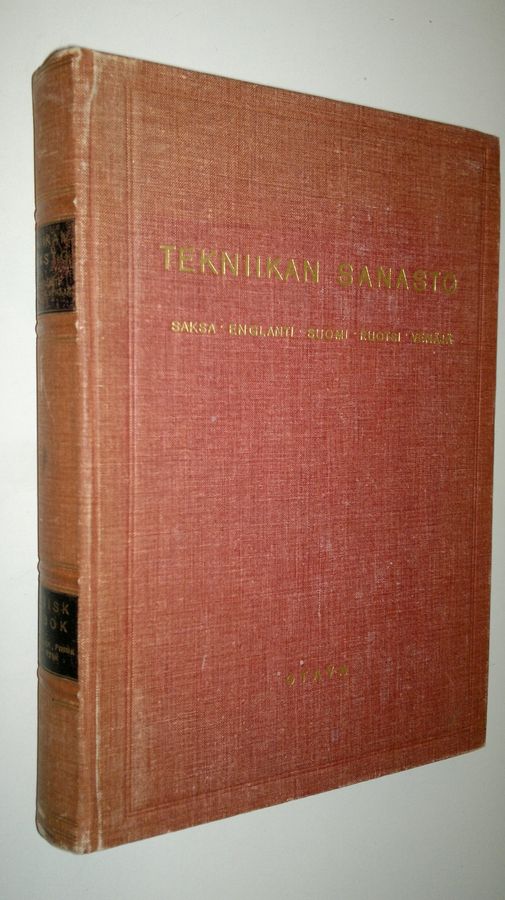 TEKNIIKAN SANASTO
SAKSA · ENGLANTI · SUOMI · RUOTSI · VENÄJÄ
OTAVA